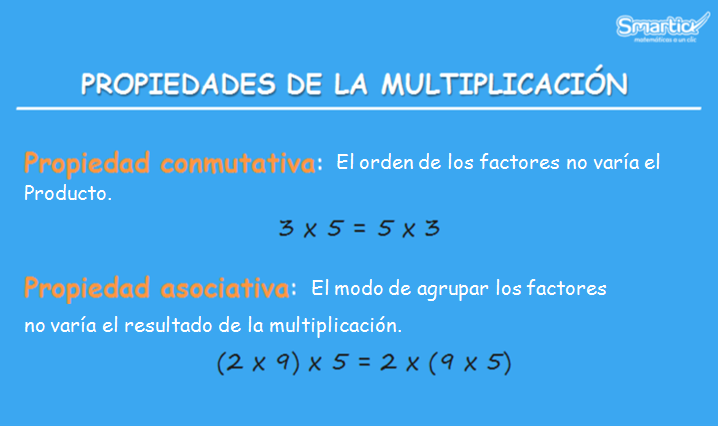 Smartick
matemáticas a un clic
PROPIEDADES DE LA MULTIPLICACIÓN
Propiedad conmutativa: El orden de los factores no varía el
Producto.
3 x 5 = 5 x 3
Propiedad asociativa: El modo de agrupar los factores
no varía el resultado de la multiplicación.
(2 x 9) x 5 = 2 x (9 x 5)